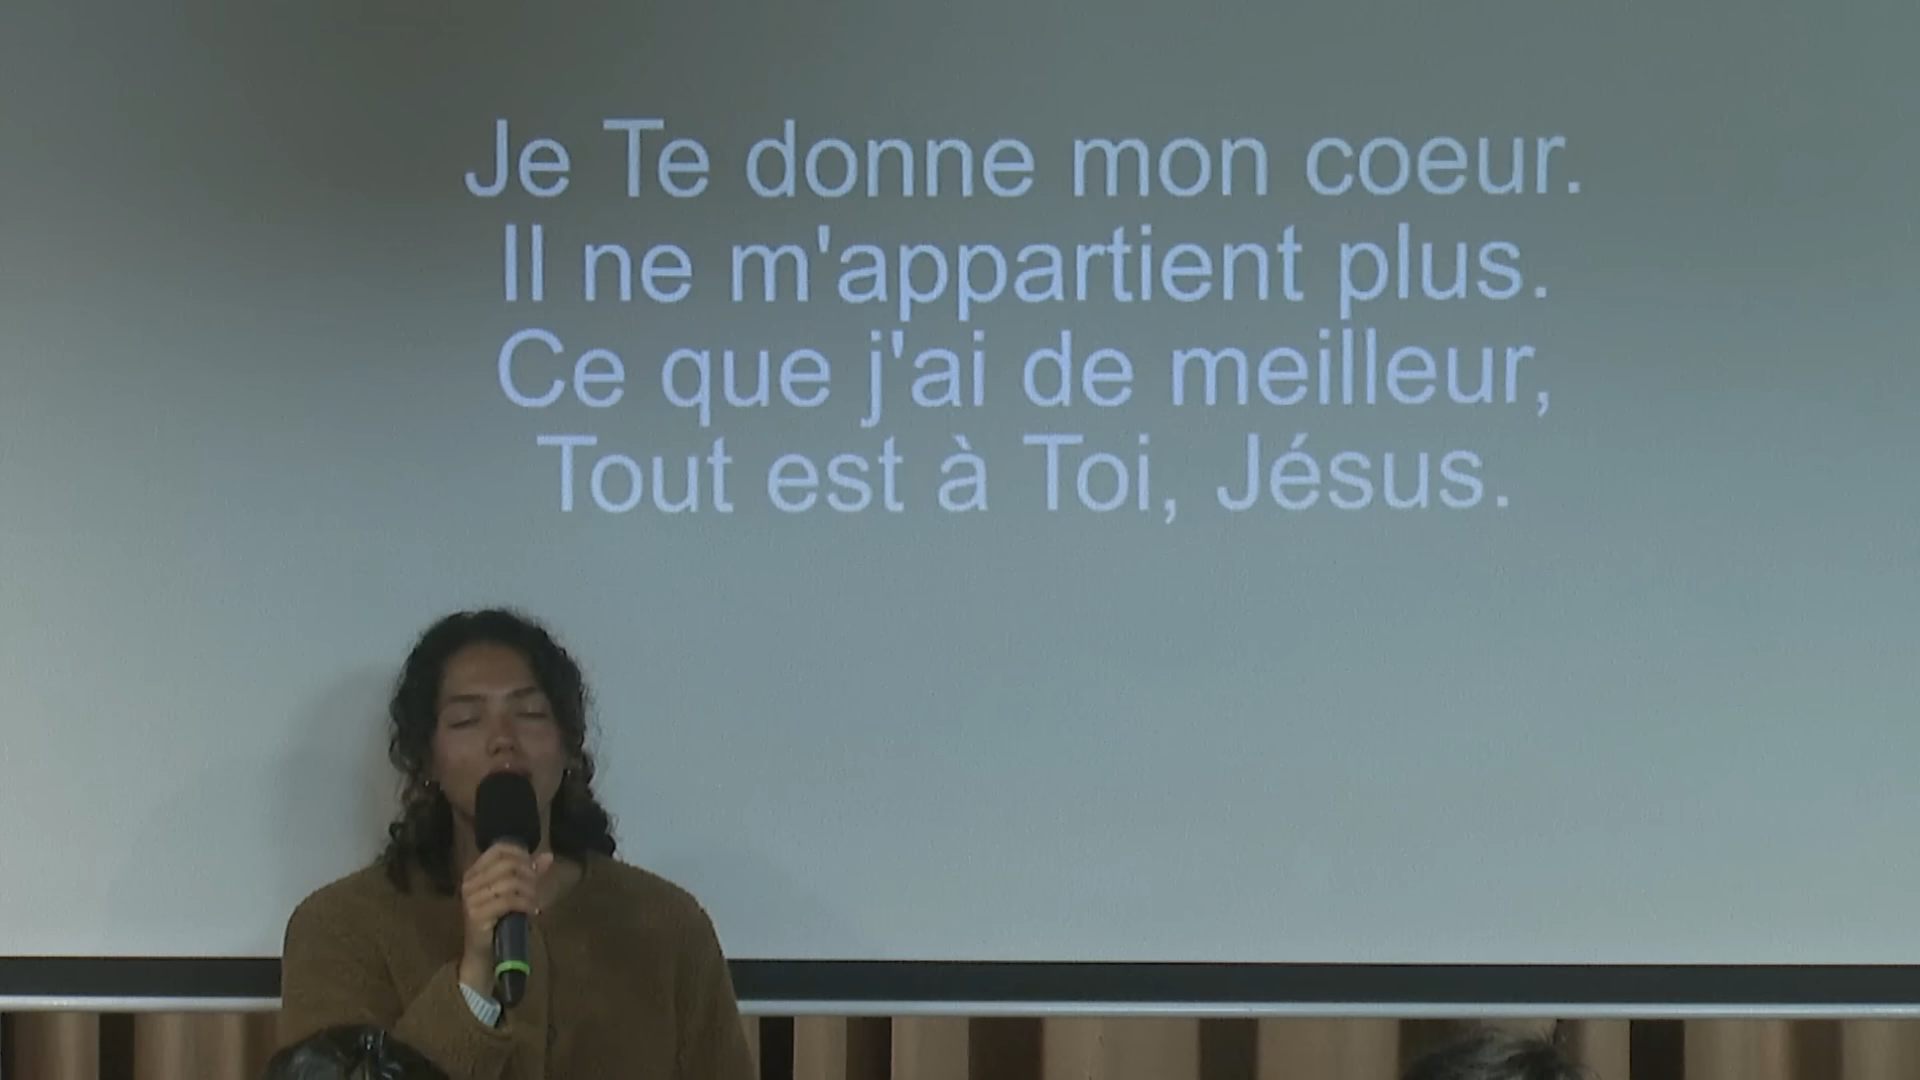 Je Te donne mon coeur.
Il ne m'appartient plus.
Ce que j'ai de meilleur,
Tout est à Toi, Jésus.